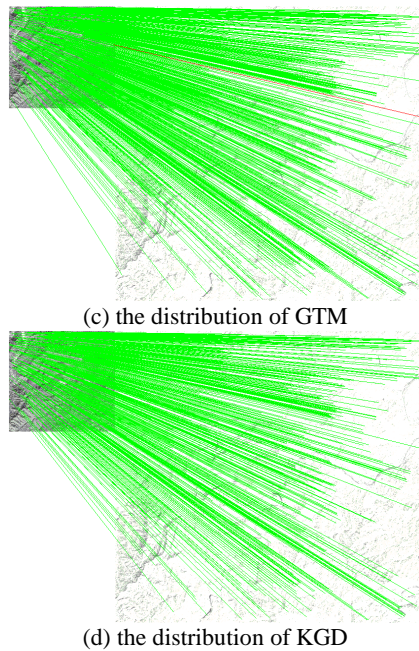 (c) the distribution of GTM
(d) the distribution of KGD